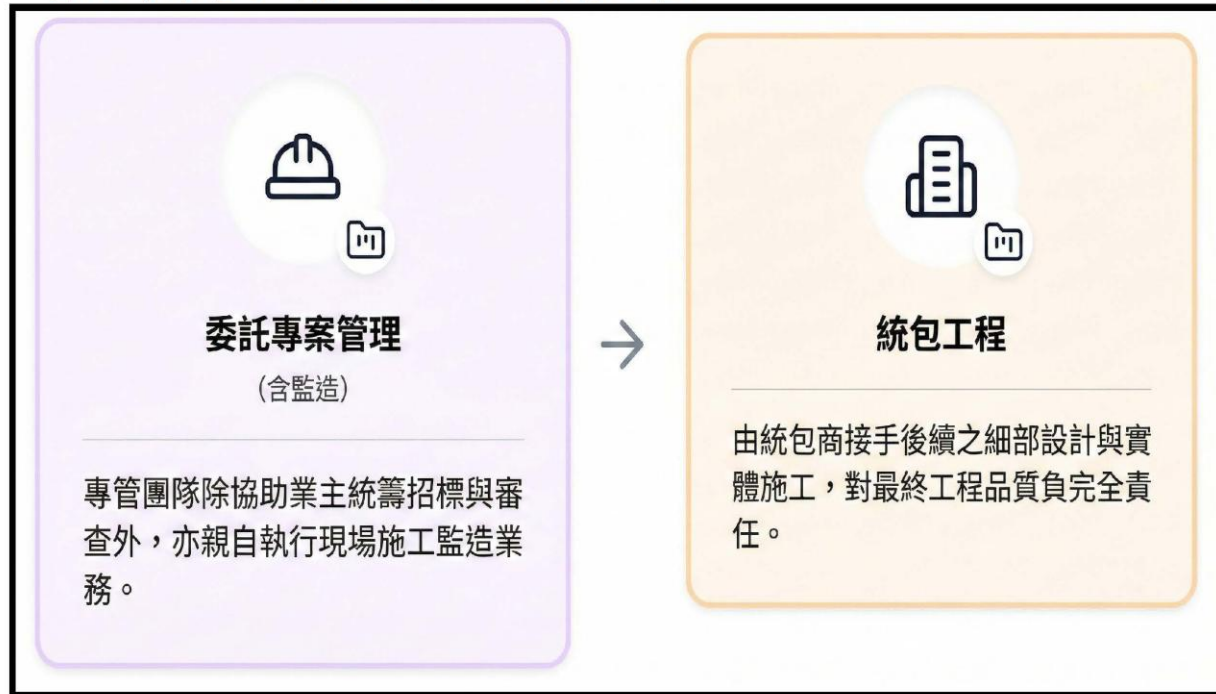 委託專案管理
（含監造）
專管團隊除協助業主統籌招標與審
查外，亦親自執行現場施工監造業
務。
統包工程
由統包商接手後續之細部設計與實
體施工，對最終工程品質負完全責
任。